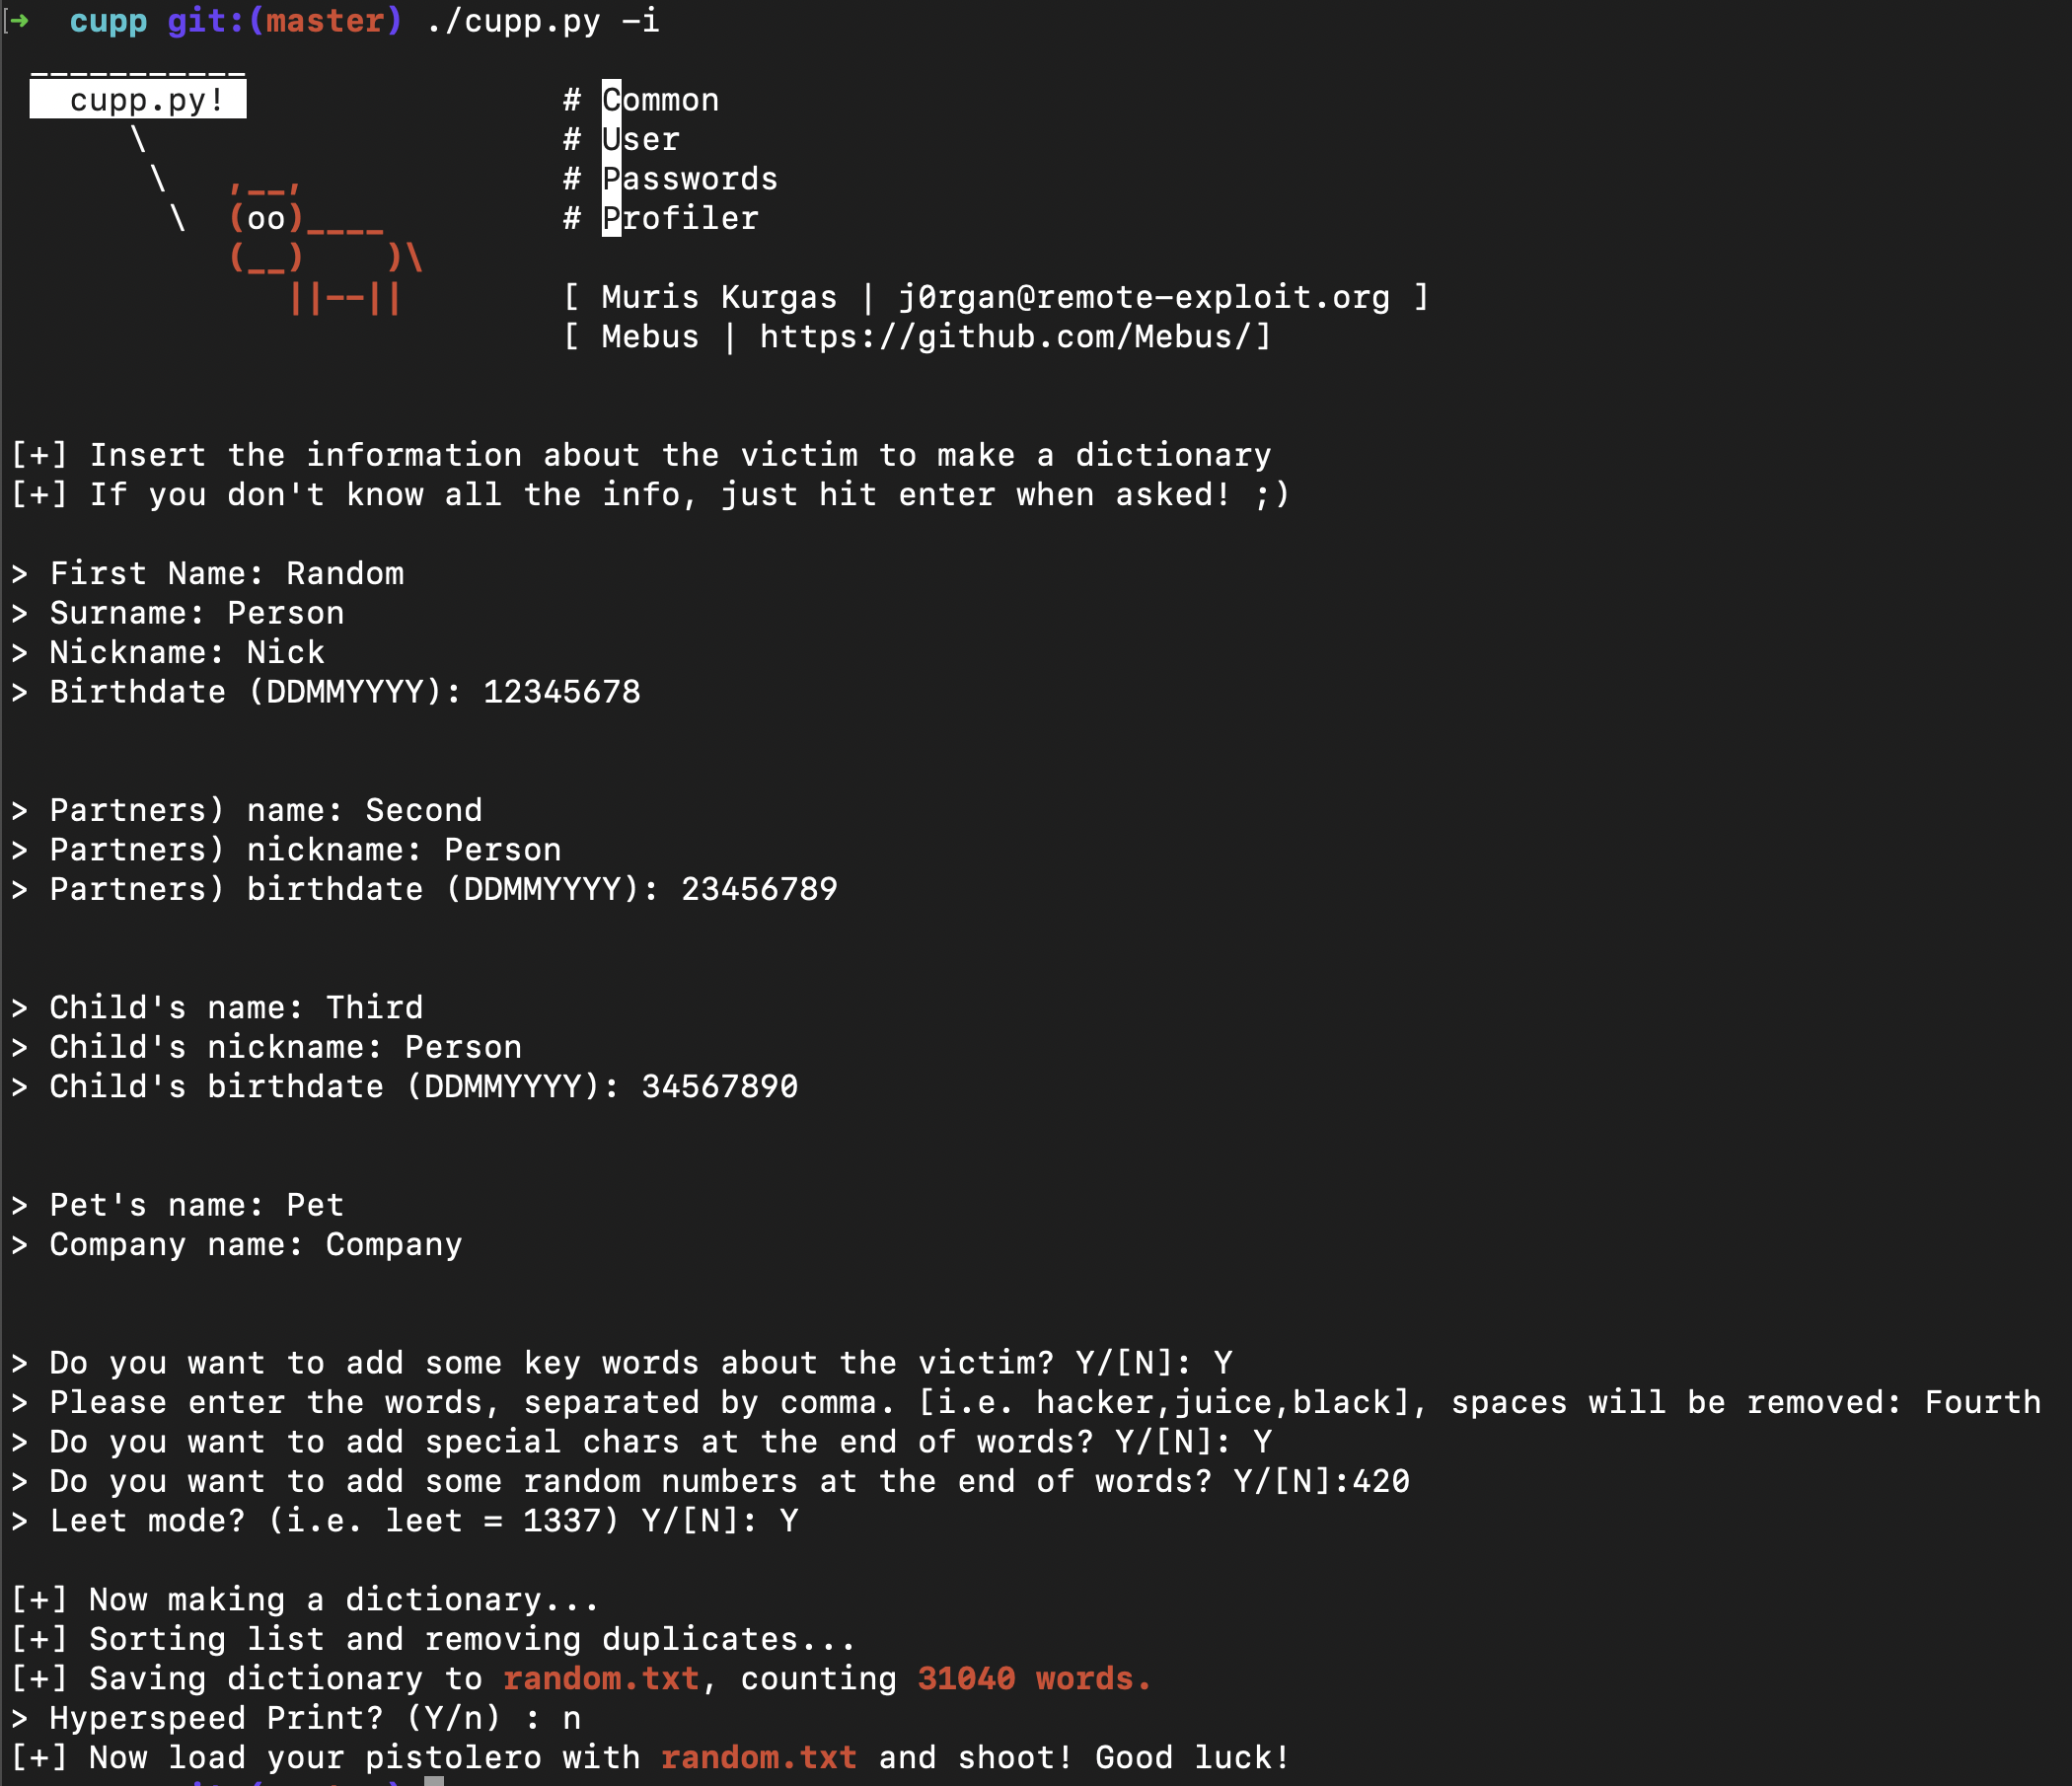 [➜  cupp git:(master) ./cupp.py -i
 ___________
   cupp.py!                 # Common
      \                     # User
       \   ,__,             # Passwords
        \  (oo)____         # Profiler
           (__)    )\
              ||--||      [ Muris Kurgas | j0rgan@remote-exploit.org ]
                            [ Mebus | https://github.com/Mebus/]
[+] Insert the information about the victim to make a dictionary
[+] If you don't know all the info, just hit enter when asked! ;)
> First Name: Random
> Surname: Person
> Nickname: Nick
> Birthdate (DDMMYYYY): 12345678
> Partners) name: Second
> Partners) nickname: Person
> Partners) birthdate (DDMMYYYY): 23456789
> Child's name: Third
> Child's nickname: Person
> Child's birthdate (DDMMYYYY): 34567890
> Pet's name: Pet
> Company name: Company
> Do you want to add some key words about the victim? Y/[N]: Y
> Please enter the words, separated by comma. [i.e. hacker,juice,black], spaces will be removed: Fourth
> Do you want to add special chars at the end of words? Y/[N]: Y
> Do you want to add some random numbers at the end of words? Y/[N]:420
> Leet mode? (i.e. leet = 1337) Y/[N]: Y
[+] Now making a dictionary...
[+] Sorting list and removing duplicates...
[+] Saving dictionary to random.txt, counting 31040 words.
> Hyperspeed Print? (Y/n) : n
[+] Now load your pistolero with random.txt and shoot! Good luck!